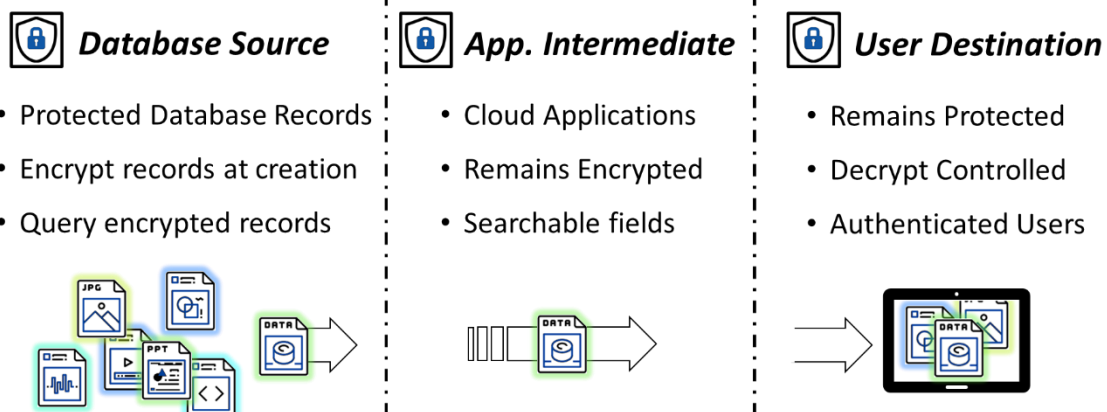 Database Source
• Protected Database Records
• Encrypt records at creation
• Query encrypted records
JPG
PPT
DATA
App. Intermediate
• Cloud Applications
• Remains Encrypted
• Searchable fields
DATA
User Destination
• Remains Protected
• Decrypt Controlled
• Authenticated Users
JPG
DATA